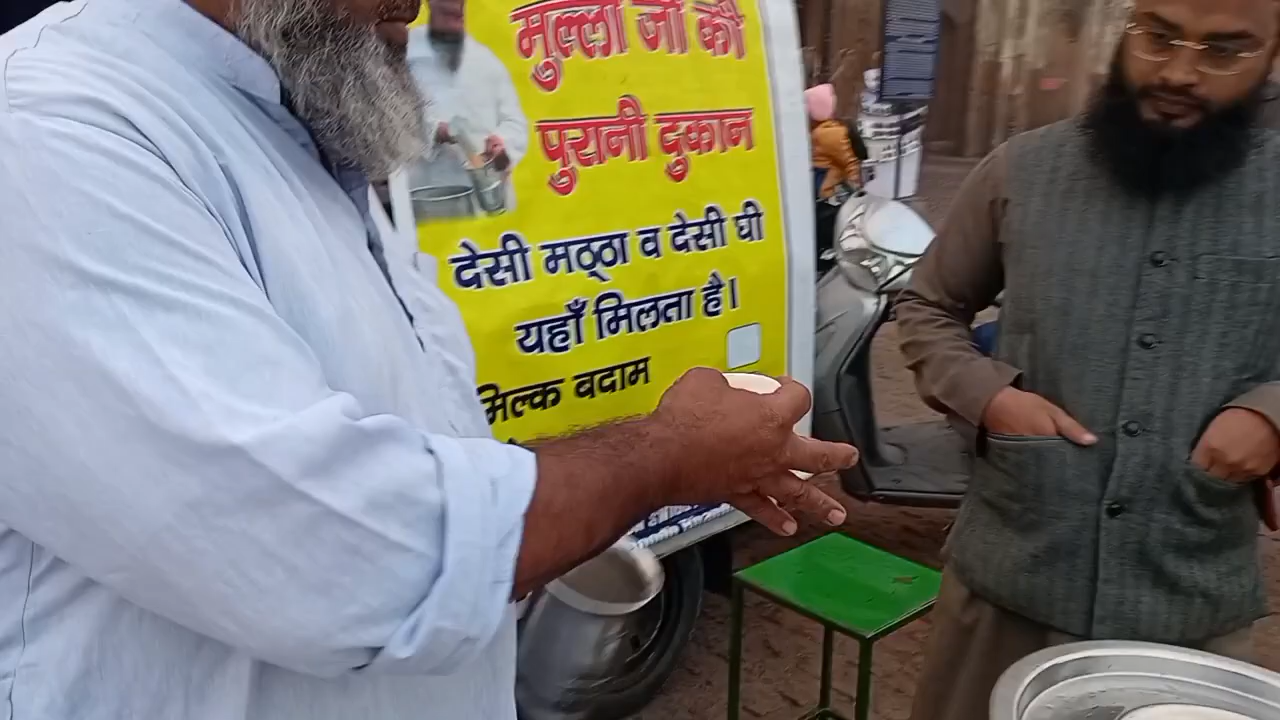 मुल्ला जी की
पुरानी दुकान
देसी मठ्ठा व देसी घी
यहाँ मिलता है।
मिल्क बदाम